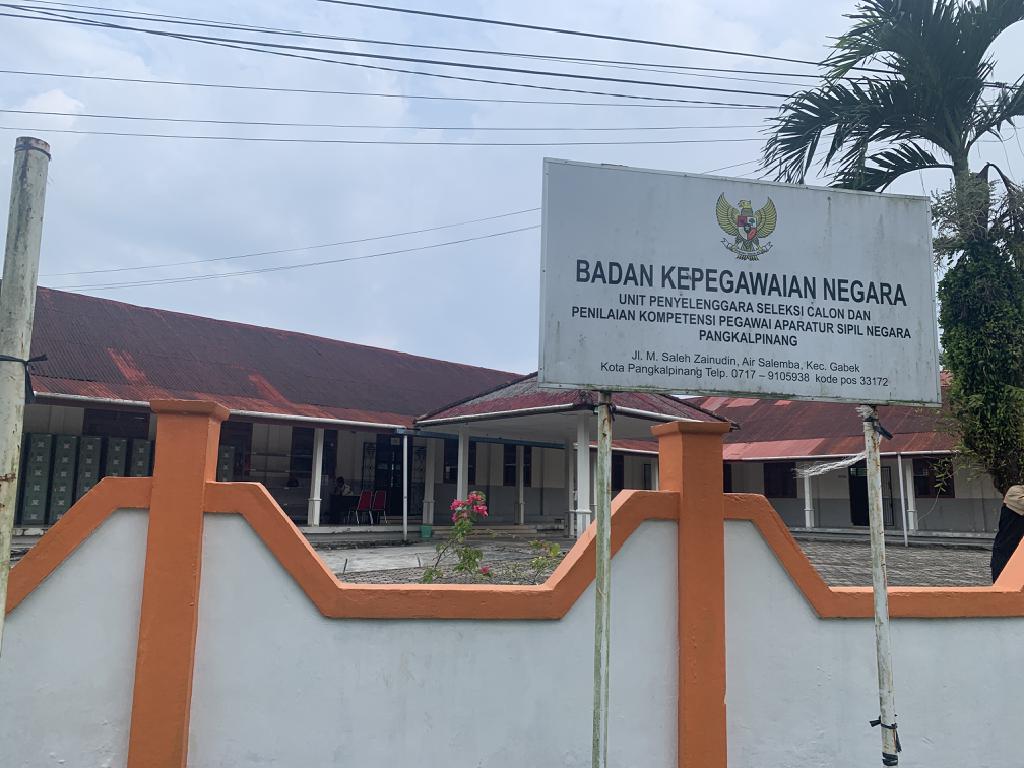 BADAN KEPEGAWAIAN NEGARA
UNIT PENYELENGGARA SELEKSI CALON DAN
PENILAIAN KOMPETENSI PEGAWAI APARATUR SIPIL NEGARA
PANGKALPINANG
Jl. M. Saleh Zainudin, Air Salemba, Kec. Gabek
Kota Pangkalpinang Telp. 0717 – 9105938 kode pos 33172